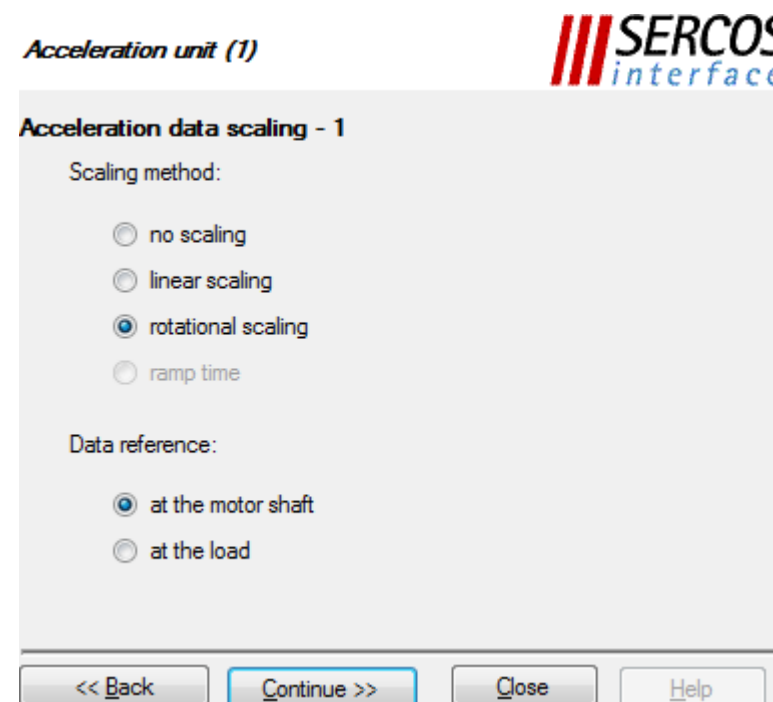 Acceleration unit (1)
SERCOS
interface
Acceleration data scaling - 1
Scaling method:
no scaling
linear scaling
rotational scaling
ramp time
Data reference:
at the motor shaft
at the load
<< Back
Continue >>
Close
Help